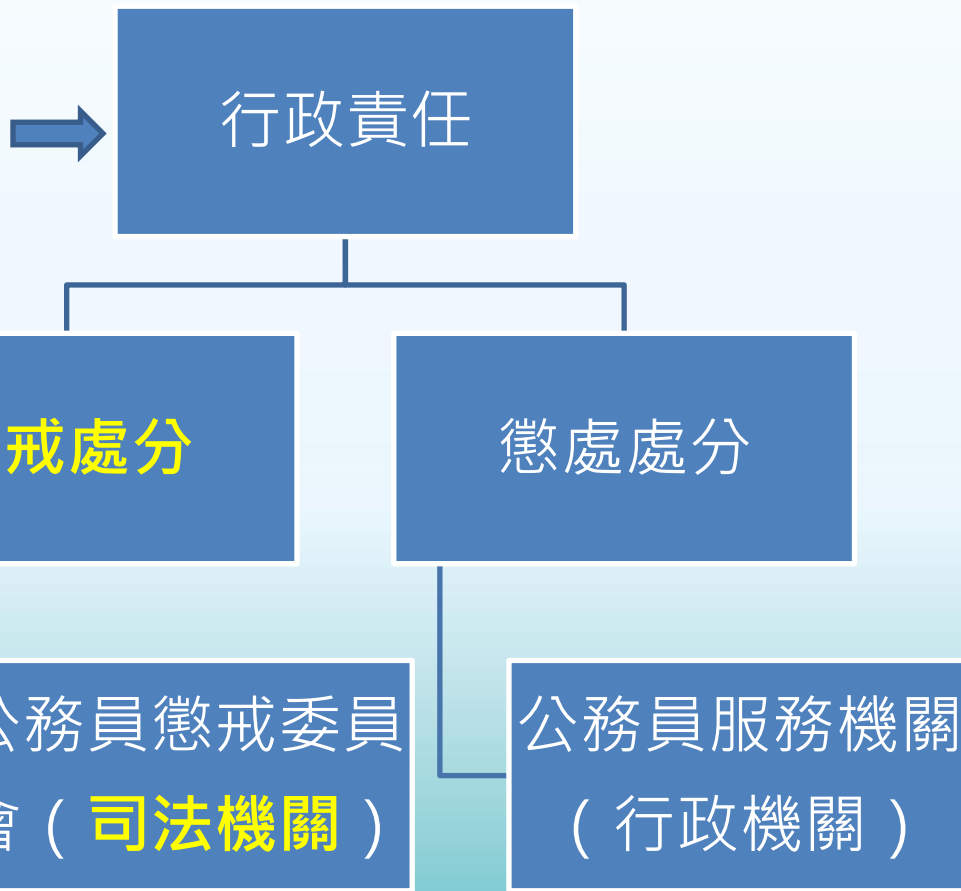 行政責任
戒處分
懲處處分
公務員懲戒委員
會（司法機關）
公務員服務機關
（行政機關）